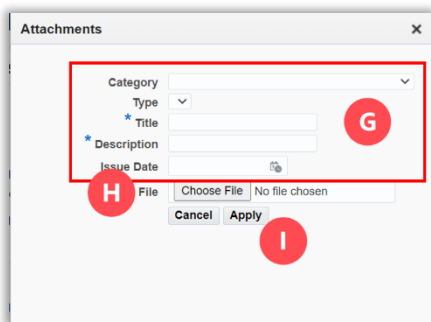 Attachments
Category
Type
* Title
G
* Description
Issue Date
H File Choose File No file chosen
Cancel Apply
I